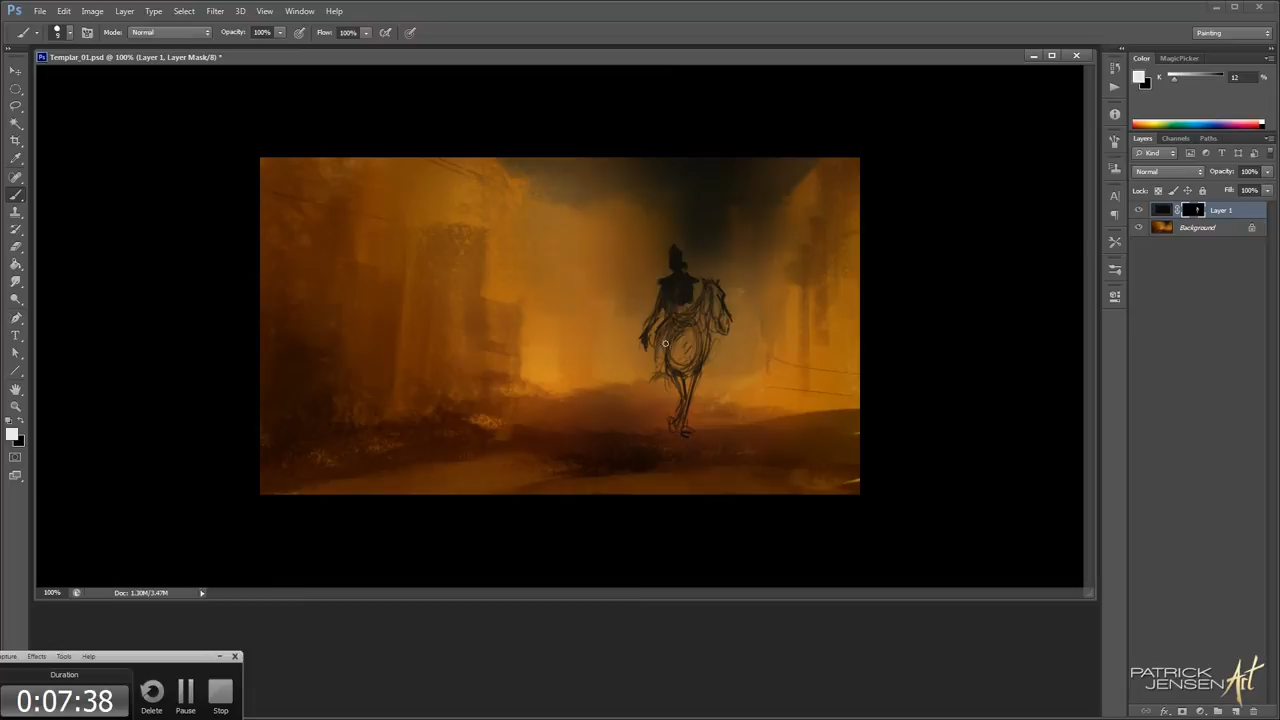 Ps File Edit Image Layer Type Select Filter 3D View Window Help
9 Mode: Normal Opacity: 100% Flow: 100% Painting
Ps Templar_01.psd @ 100% (Layer 1, Layer Mask/8) *
Color MagicPicker
K 12 %
Layers Channels Paths
Kind
Normal Opacity: 100%
Lock: Fill: 100%
Layer 1
Background
100% Doc: 1.30M/3.47M
apture Effects Tools Help
Duration
0:07:38
Delete Pause Stop
PATRICK
JENSEN Art